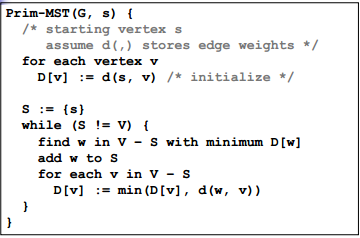 Prim-MST(G, s) {
/* starting vertex s
assume d(,) stores edge weights */
for each vertex v
D[v] := d(s, v) /* initialize */
S := {s}
while (S != V) {
find w in V - S with minimum D[w]
add w to S
for each v in V - S
D[v] := min(D[v], d(w, v))
}
}